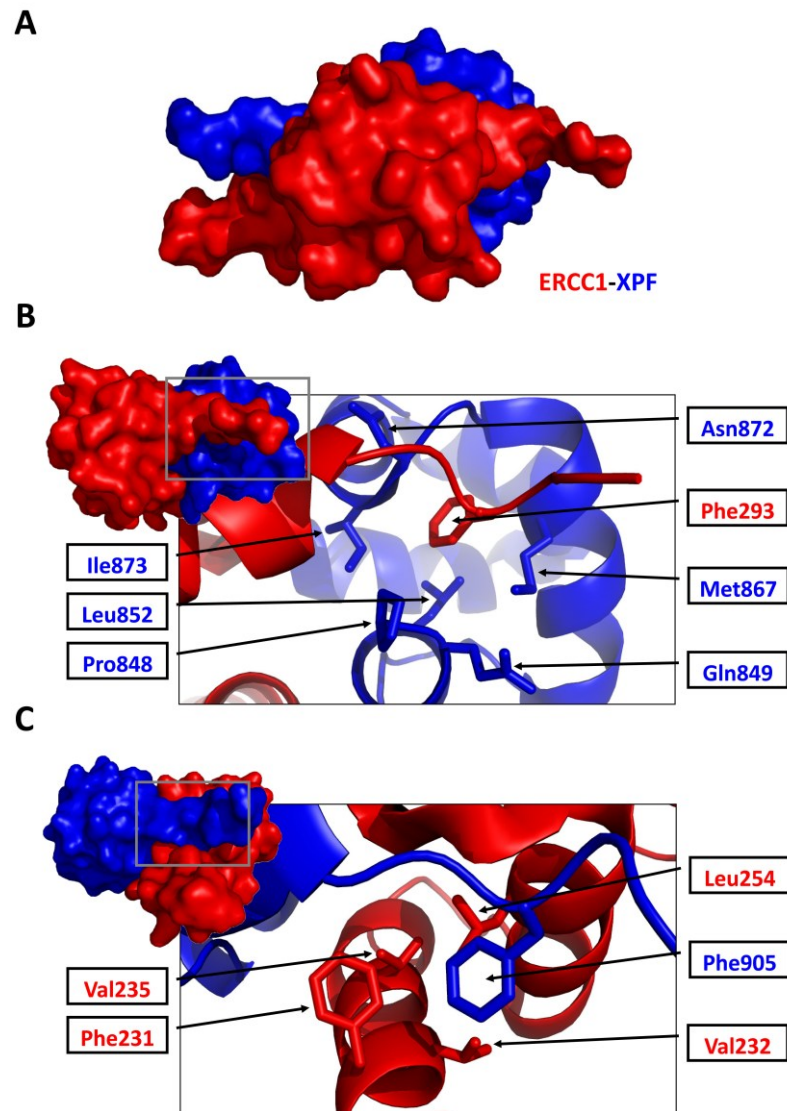 A
ERCC1-XPF
B
Asn872
Phe293
Ile873
Leu852
Met867
Pro848
Gln849
C
Leu254
Phe905
Val235
Phe231
Val232